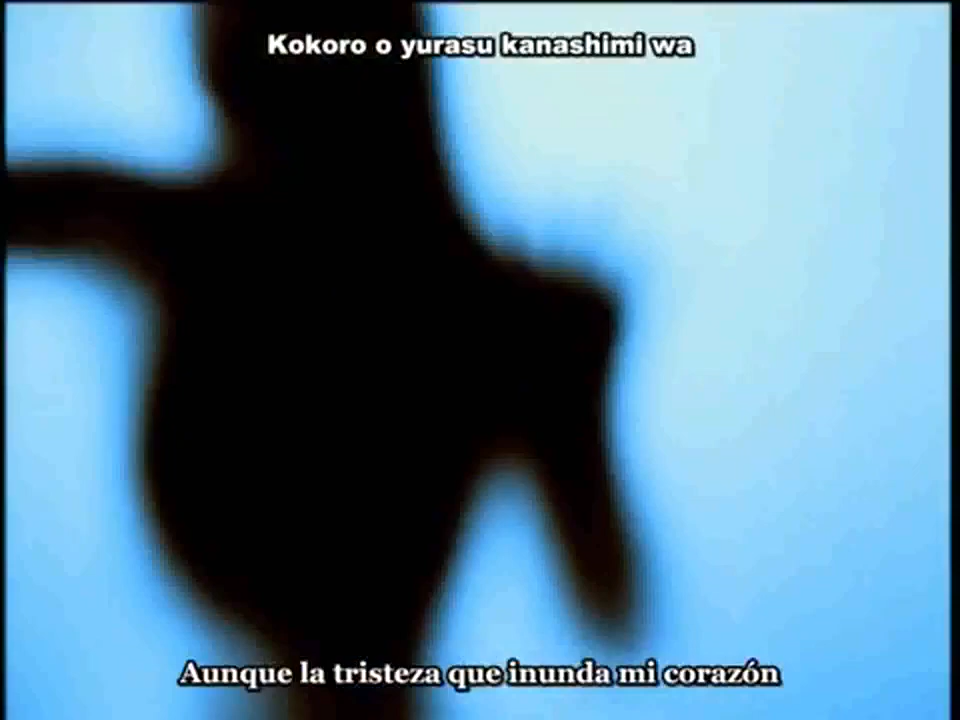 Kokoro o yurasu kanashimi wa
Aunque la tristeza que inunda mi corazón